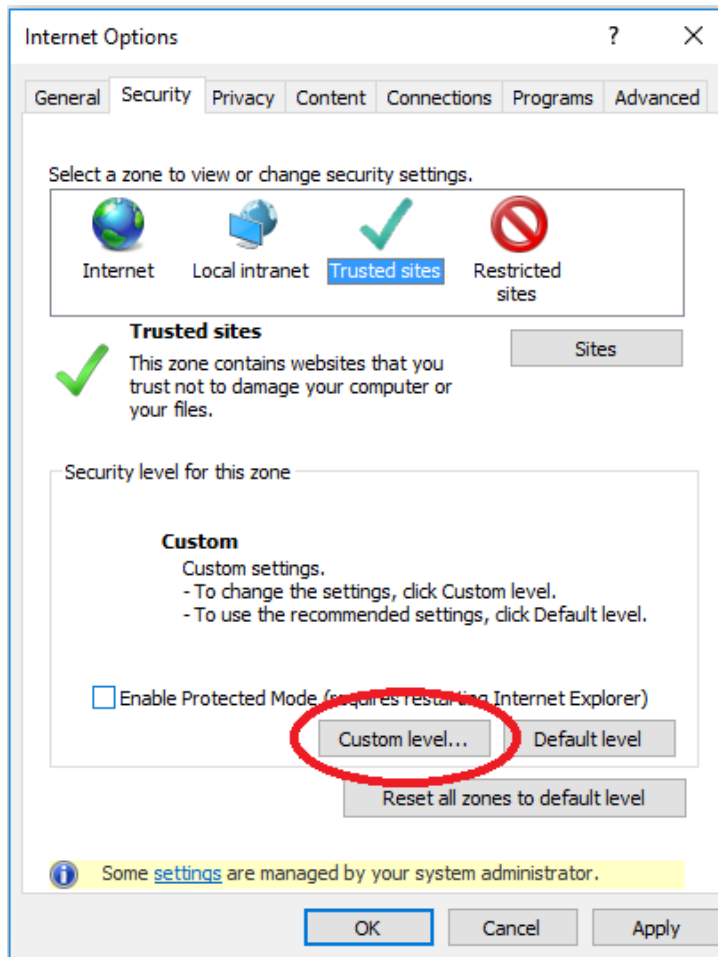 Internet Options ?
General Security Privacy Content Connections Programs Advanced
Select a zone to view or change security settings.
Internet Local intranet Trusted sites Restricted
sites
Trusted sites
Sites
This zone contains websites that you
trust not to damage your computer or
your files.
Security level for this zone
Custom
Custom settings.
- To change the settings, click Custom level.
- To use the recommended settings, click Default level.
Enable Protected Mode (requires restarting Internet Explorer)
Custom level... Default level
Reset all zones to default level
Some settings are managed by your system administrator.
OK Cancel Apply